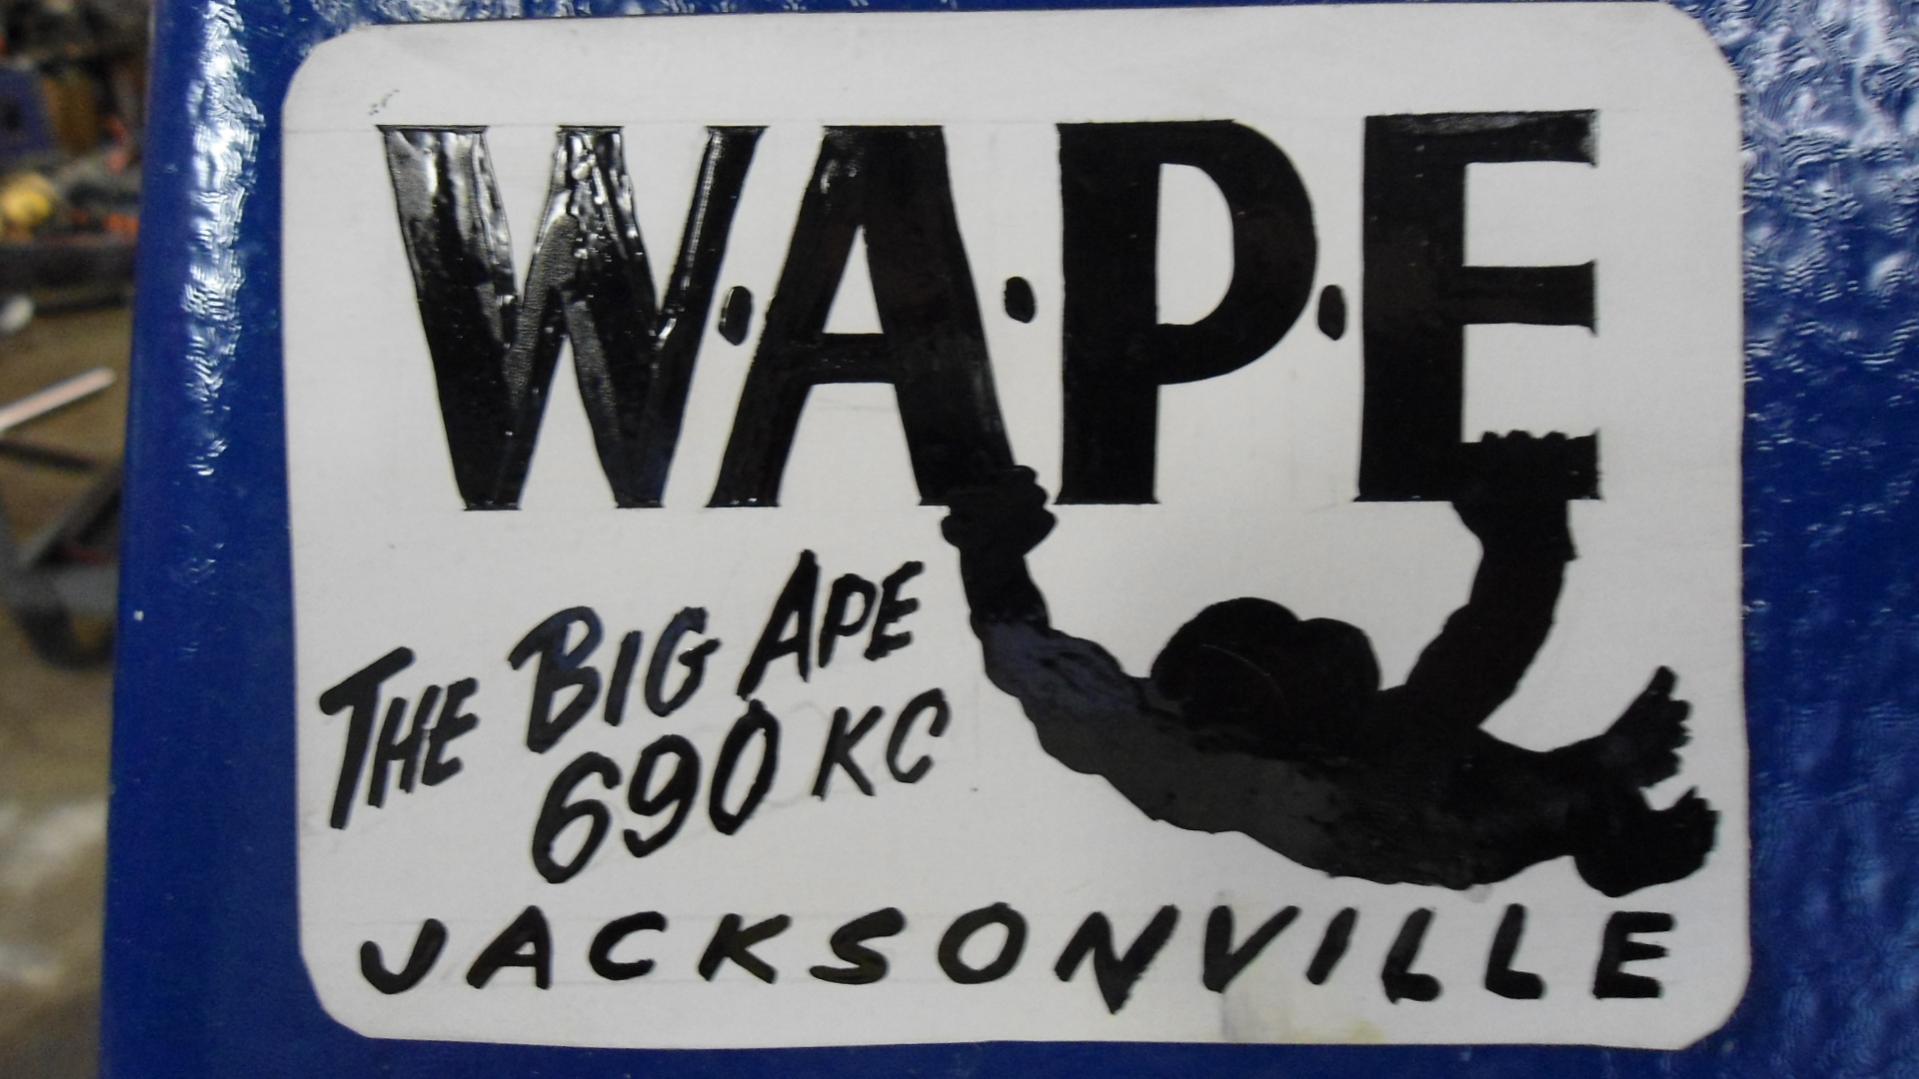 W·A·P·E
THE BIG APE
690 KC
JACKSONVILLE